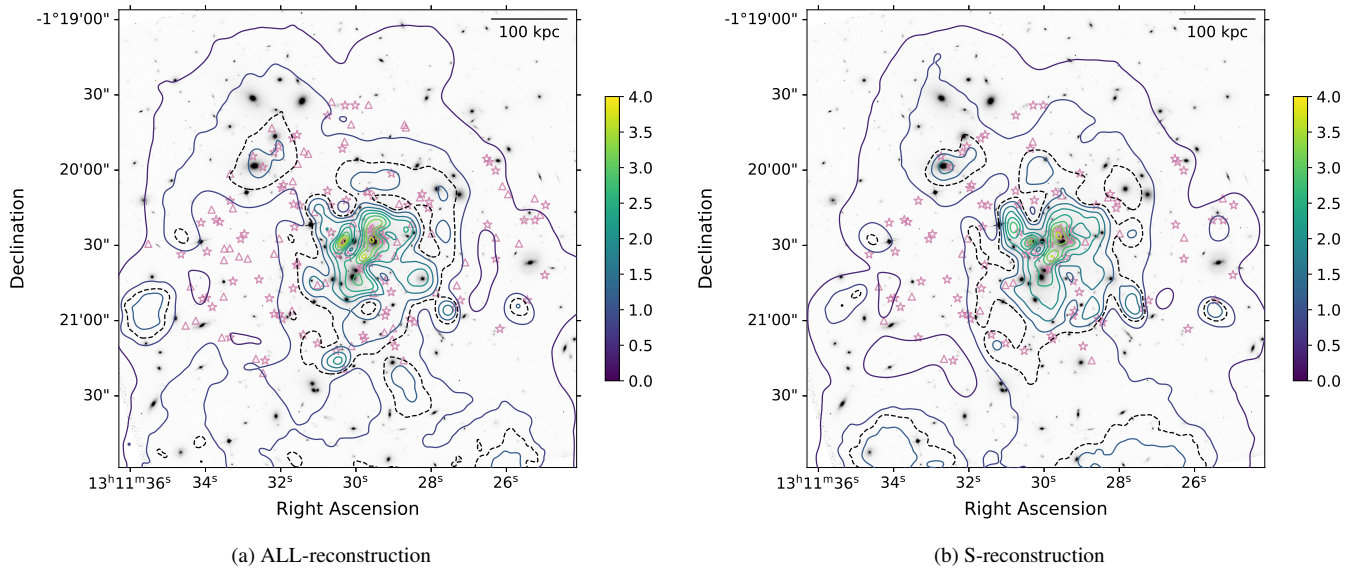 -1°19'00"
30"
20'00"
30"
21'00"
30"
Declination
13ʰ11ᵐ36ˢ
34ˢ
32ˢ
30ˢ
28ˢ
26ˢ
Right Ascension
100 kpc
4.0
3.5
3.0
2.5
2.0
1.5
1.0
0.5
0.0
(a) ALL-reconstruction
-1°19'00"
30"
20'00"
30"
21'00"
30"
Declination
13ʰ11ᵐ36ˢ
34ˢ
32ˢ
30ˢ
28ˢ
26ˢ
Right Ascension
100 kpc
4.0
3.5
3.0
2.5
2.0
1.5
1.0
0.5
0.0
(b) S-reconstruction